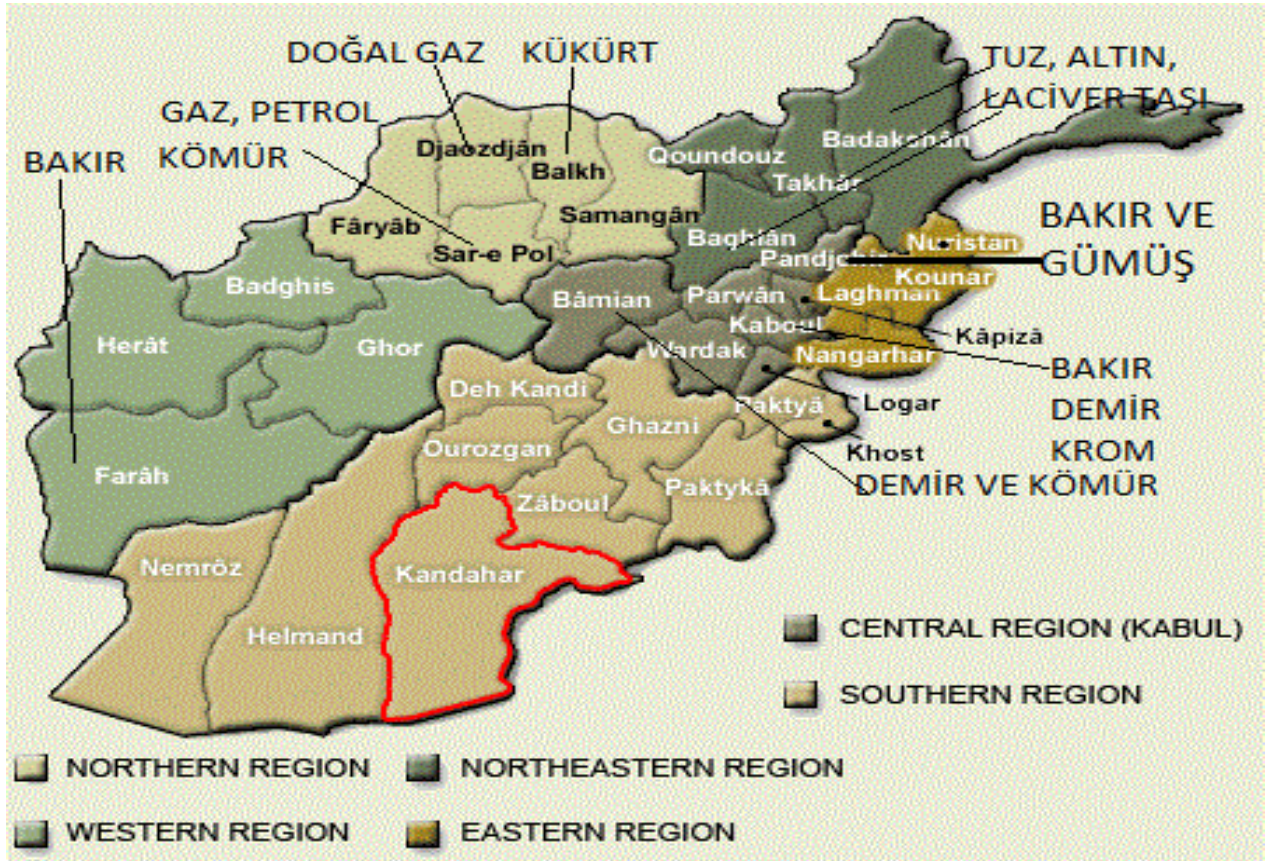 DOĞAL GAZ
KÜKÜRT
TUZ, ALTIN,
LACİVER TAŞI
GAZ, PETROL
KÖMÜR
BAKIR
Djaozdjân
Balkh
Qoundouz
Takhâr
Badakshân
Fâryâb
Samangân
Sar-e Pol
Baghlân
BAKIR VE
GÜMÜŞ
Nuristan
Kounar
Badghis
Bâmian
Parwân
Laghman
Kaboul
Kâpizâ
Herât
Ghor
Wardak
Nangarhar
BAKIR
DEMİR
KROM
DEMİR VE KÖMÜR
Deh Kandi
Ghazni
Paktyâ
Logar
Khost
Ourozgan
Farâh
Zâboul
Paktykâ
Nemrôz
Kandahar
Helmand
CENTRAL REGION (KABUL)
SOUTHERN REGION
NORTHERN REGION
NORTHEASTERN REGION
WESTERN REGION
EASTERN REGION